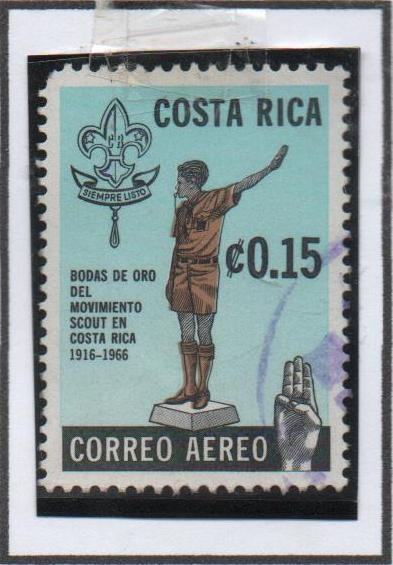 COSTA RICA
SIEMPRE LISTO
₡0.15
BODAS DE ORO
DEL
MOVIMIENTO
SCOUT EN
COSTA RICA
1916-1966
CORREO AEREO